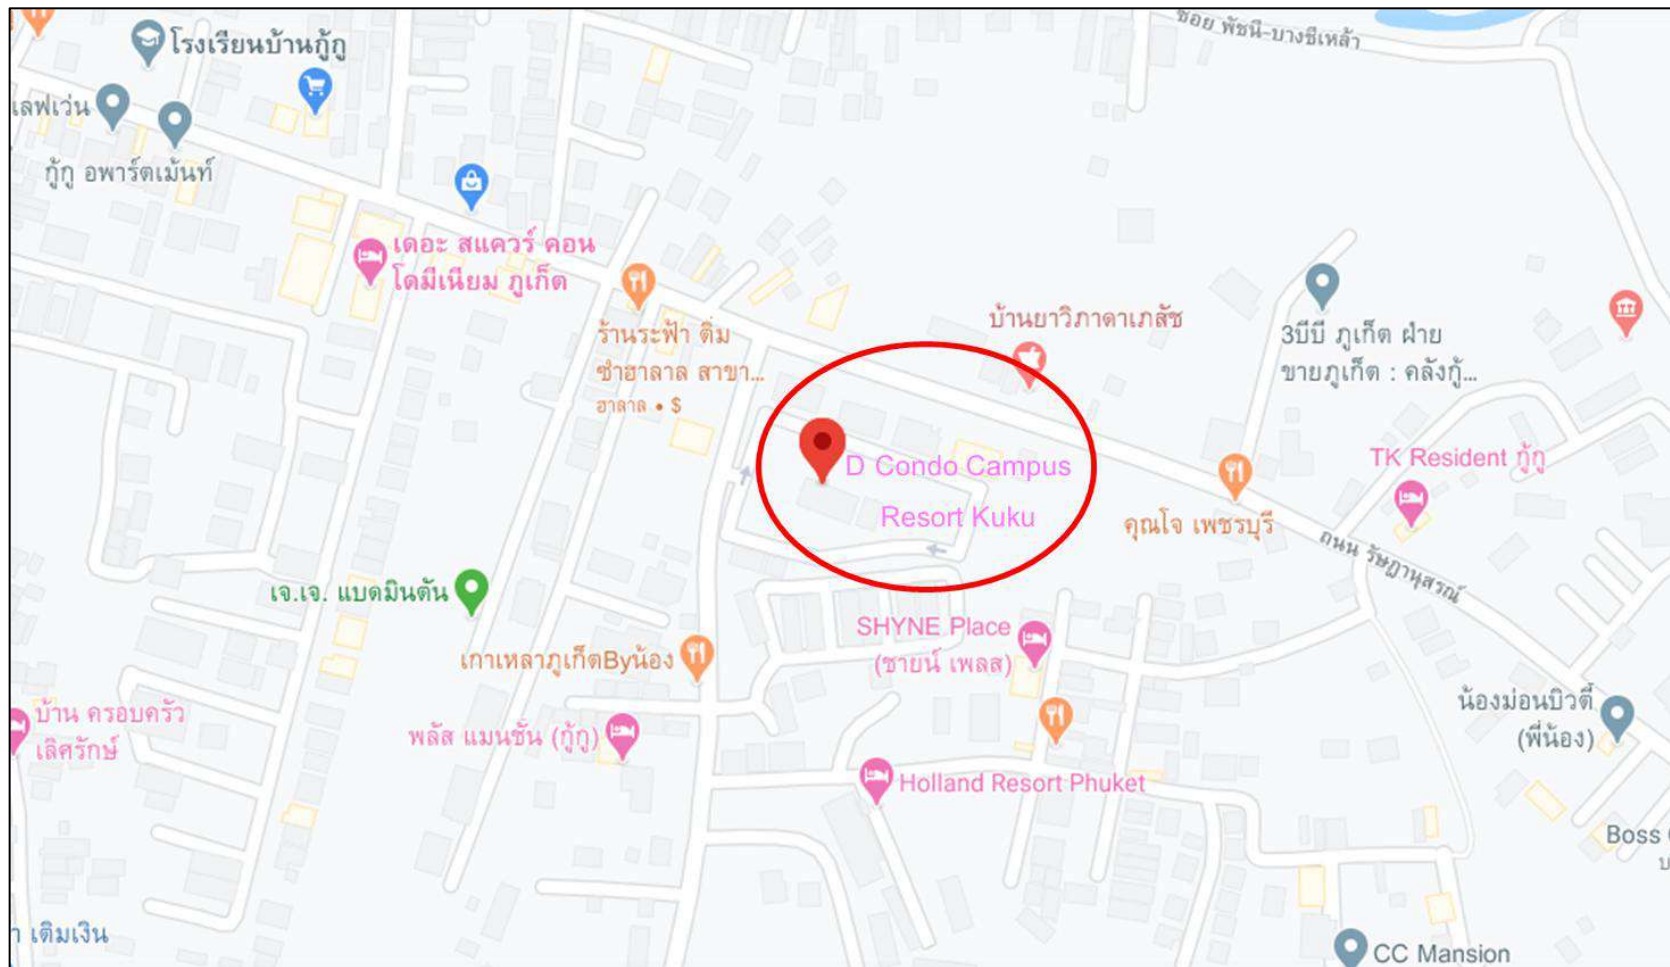 ซอย พัชนี-บางชีเหล้า
โรงเรียนบ้านกู้กู
เลฟเว่น
กู้กู อพาร์ตเม้นท์
เดอะ สแควร์ คอน
โดมีเนียม ภูเก็ต
ร้านระฟ้า ติ่ม
ซำฮาลาล สาขา...
ฮาลาล • $
บ้านยาวิภาดาเภสัช
3บีบี ภูเก็ต ฝ่าย
ขายภูเก็ต : คลังกู้...
D Condo Campus
Resort Kuku
TK Resident กู้กู
คุณโจ เพชรบุรี
ถนน รัษฎานุสรณ์
เจ.เจ. แบดมินตัน
SHYNE Place
(ชายน์ เพลส)
เกาเหลาภูเก็ตByน้อง
บ้าน ครอบครัว
เลิศรักษ์
พลัส แมนชั่น (กู้กู)
น้องม่อนบิวตี้
(พี่น้อง)
Holland Resort Phuket
Boss
เติมเงิน
CC Mansion